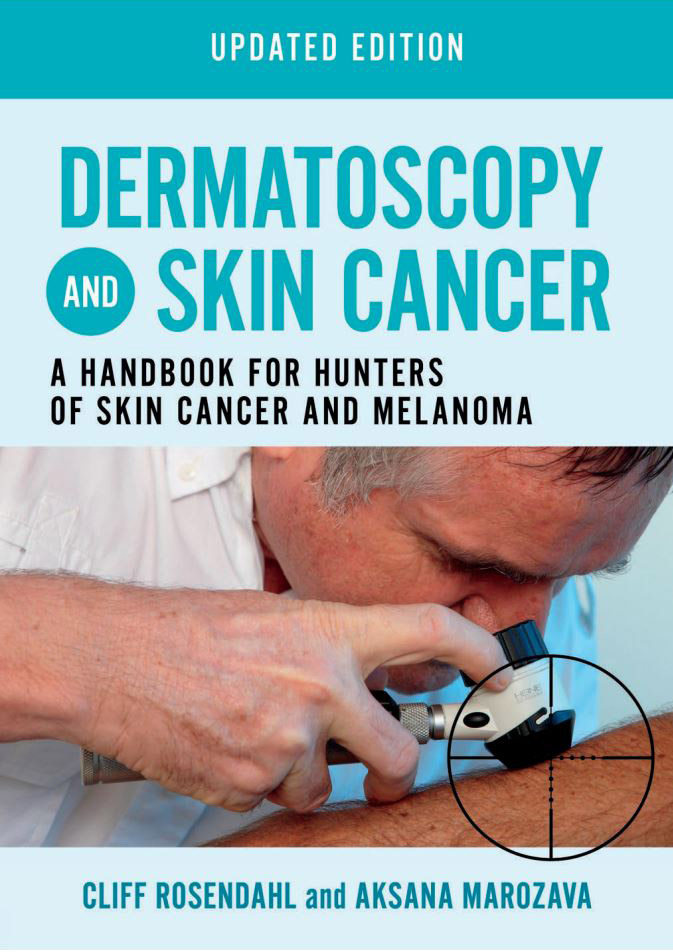 UPDATED EDITION
DERMATOSCOPY
AND SKIN CANCER
A HANDBOOK FOR HUNTERS
OF SKIN CANCER AND MELANOMA
HEINE
CLIFF ROSENDAHL and AKSANA MAROZAVA